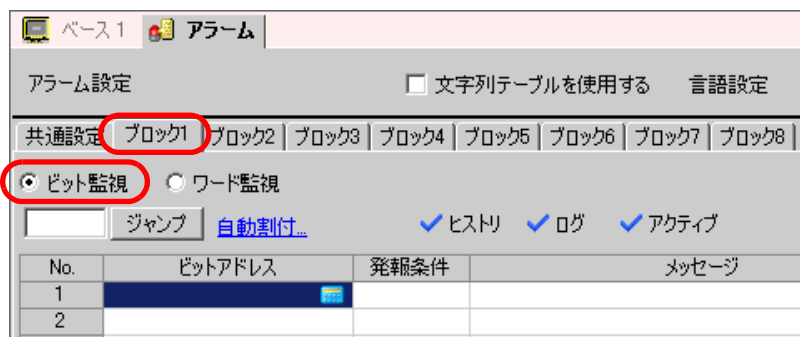 ベース 1 アラーム
アラーム設定 文字列テーブルを使用する 言語設定
共通設定 ブロック1 ブロック2 ブロック3 ブロック4 ブロック5 ブロック6 ブロック7 ブロック8
ビット監視 ワード監視
ジャンプ 自動割付... ヒストリ ログ アクティブ
No. ビットアドレス 発報条件 メッセージ
1
2